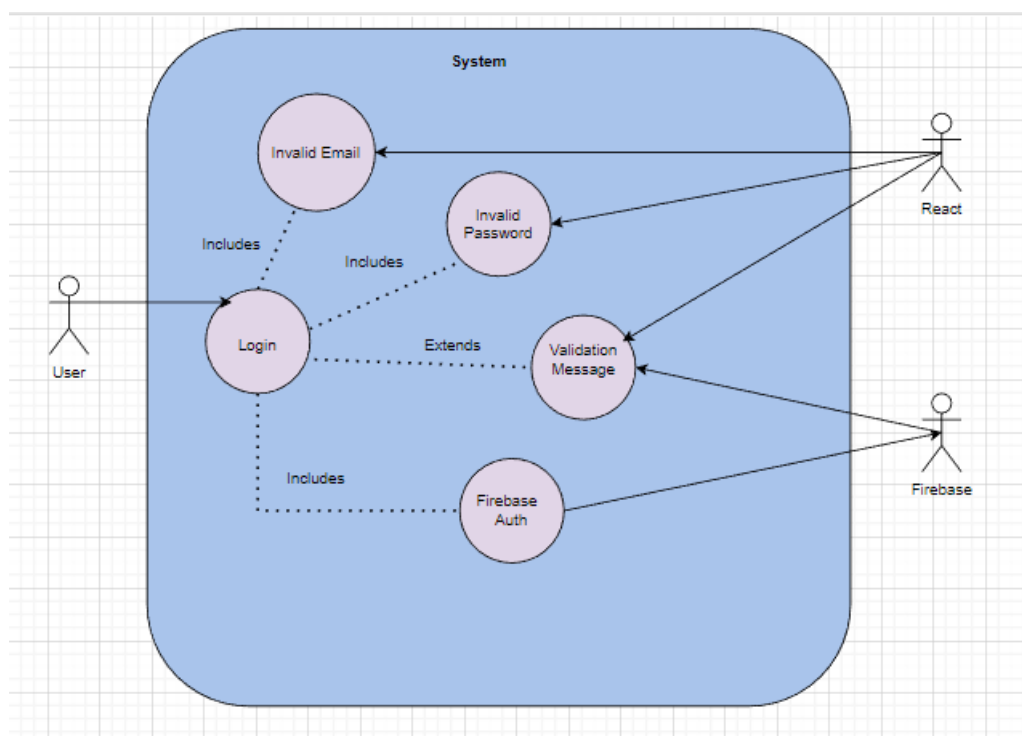 System
Invalid Email
React
Invalid
Password
Includes
Includes
User
Login
Extends
Validation
Message
Includes
Firebase
Auth
Firebase